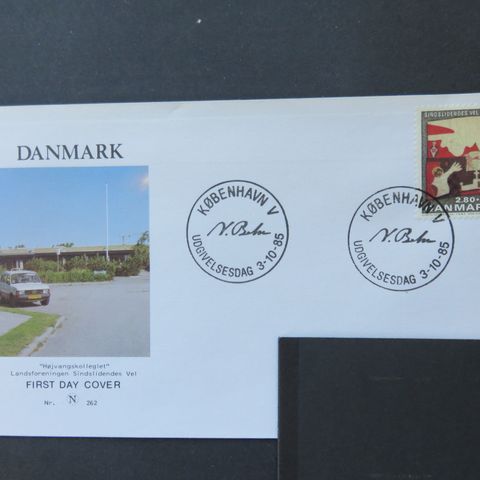 DANMARK
"Højvangskollegiet"
Landsforeningen Sindslidendes Vel
FIRST DAY COVER
Nr. N 262
KØBENHAVN V
UDGIVELSESDAG 3-10-85
KØBENHAVN V
UDGIVELSESDAG 3-10-85
SINDSLIDENDES VEL
2.80+
DANMARK